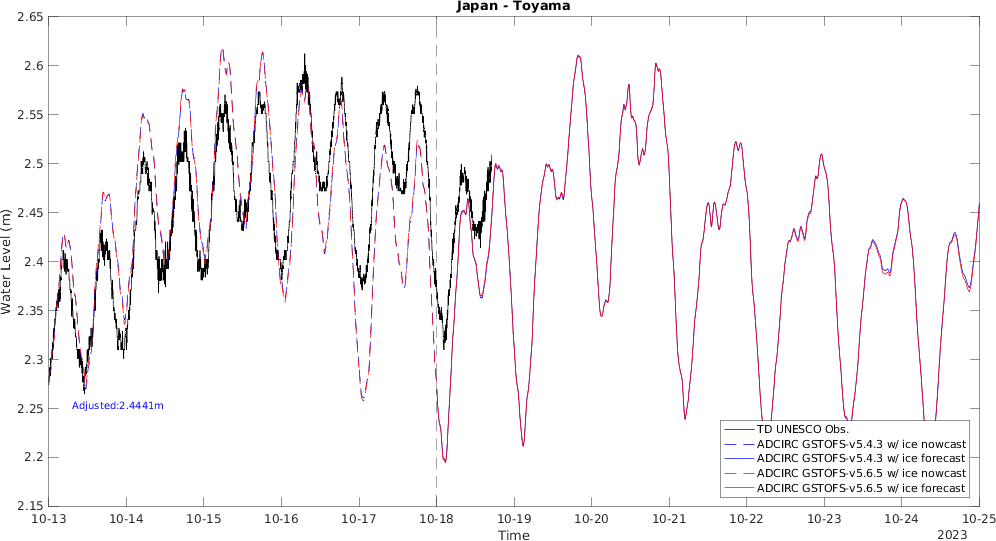 Japan - Toyama
2.65
2.6
2.55
2.5
2.45
2.4
2.35
2.3
2.25
2.2
2.15
Water Level (m)
Adjusted:2.4441m
TD UNESCO Obs.
ADCIRC GSTOFS-v5.4.3 w/ ice nowcast
ADCIRC GSTOFS-v5.4.3 w/ ice forecast
ADCIRC GSTOFS-v5.6.5 w/ ice nowcast
ADCIRC GSTOFS-v5.6.5 w/ ice forecast
10-13 10-14 10-15 10-16 10-17 10-18 10-19 10-20 10-21 10-22 10-23 10-24 10-25
Time
2023